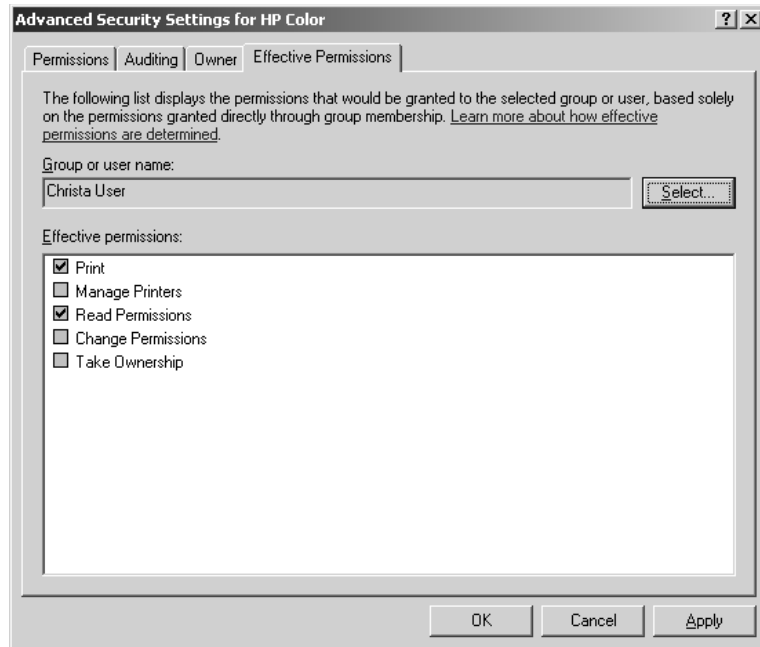 Advanced Security Settings for HP Color
Permissions Auditing Owner Effective Permissions
The following list displays the permissions that would be granted to the selected group or user, based solely
on the permissions granted directly through group membership. Learn more about how effective
permissions are determined.
Group or user name:
Christa User Select...
Effective permissions:
Print
Manage Printers
Read Permissions
Change Permissions
Take Ownership
OK Cancel Apply